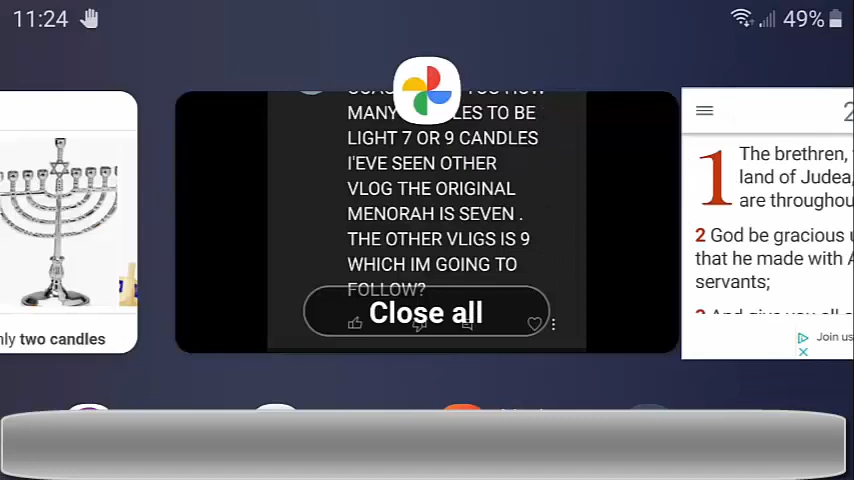 11:24
49%
MANY
LES TO BE
LIGHT 7 OR 9 CANDLES
I'EVE SEEN OTHER
VLOG THE ORIGINAL
MENORAH IS SEVEN .
THE OTHER VLIGS IS 9
WHICH IM GOING TO
FOLLOW?
Close all
nly two candles
2
1 The brethren,
land of Judea,
are throughou
2 God be gracious u
that he made with A
servants;
Join us